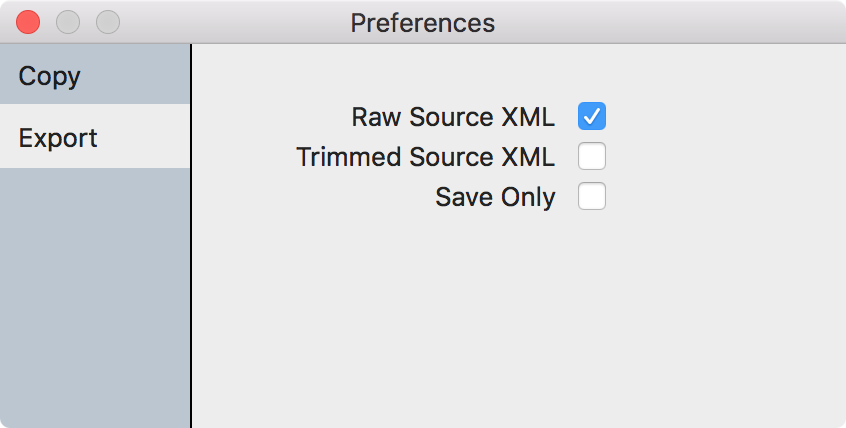 Preferences
Copy
Export
Raw Source XML
Trimmed Source XML
Save Only